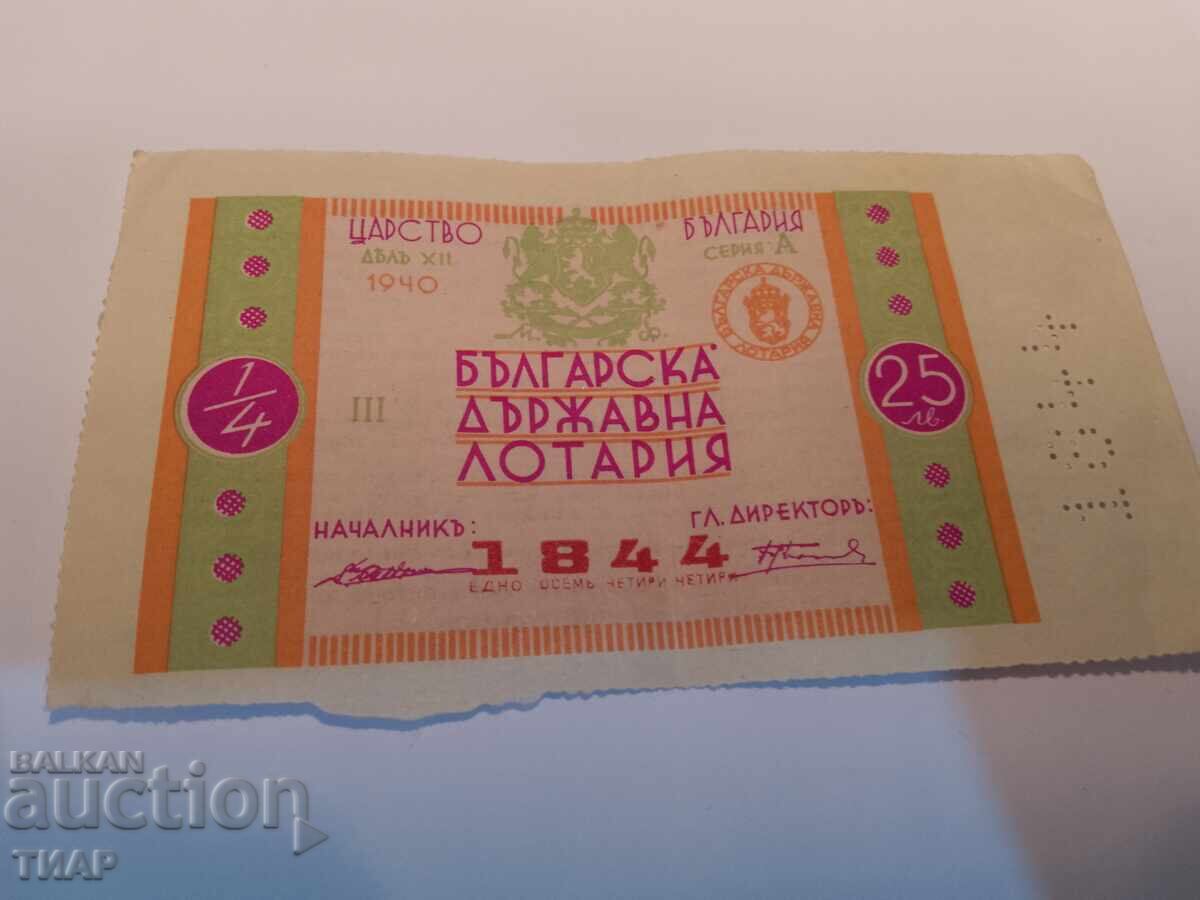 ЦАРСТВО БЪЛГАРИЯ
ДѢЛЪ XII СЕРИЯ А
1940
БЪЛГАРСКА ДЪРЖАВНА ЛОТАРИЯ
1/4
25 лв.
III
БЪЛГАРСКА
ДЪРЖАВНА
ЛОТАРИЯ
НАЧАЛНИКЪ: ГЛ. ДИРЕКТОРЪ:
1844
ЕДНО ОСЕМЬ ЧЕТИРИ ЧЕТИРИ
BALKAN
auction
ТИАР